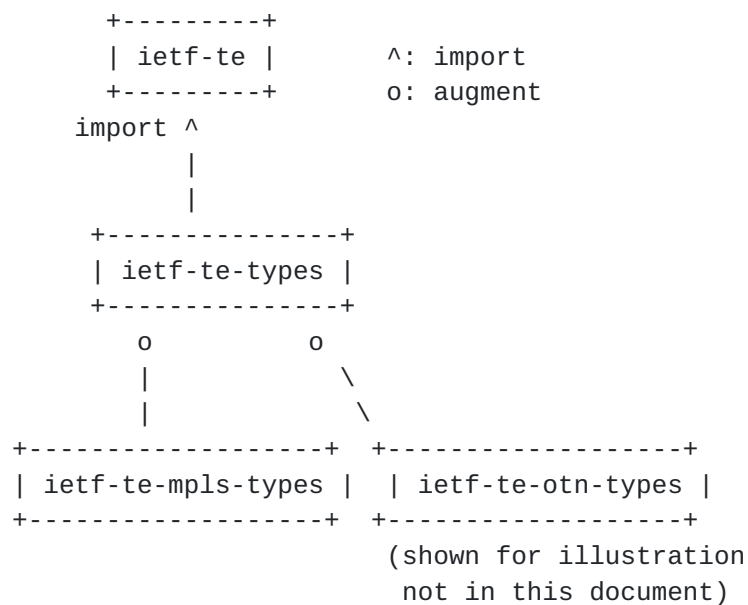 +---------+
| ietf-te |       ^: import
+---------+       o: augment
import ^
|
|
+---------------+
| ietf-te-types |
+---------------+
o          o
|            \
|             \
+-------------------+  +-------------------+
| ietf-te-mpls-types |  | ietf-te-otn-types |
+-------------------+  +-------------------+
(shown for illustration
not in this document)